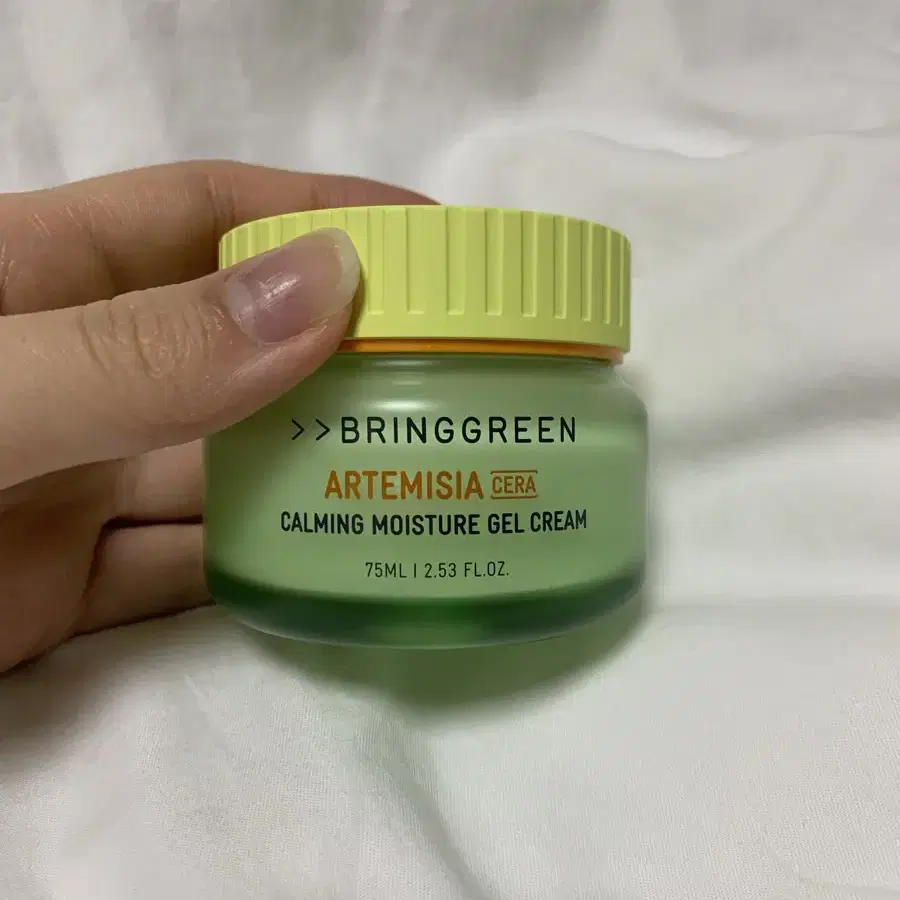 >>BRINGGREEN
ARTEMISIA CERA
CALMING MOISTURE GEL CREAM
75ML | 2.53 FL.OZ.